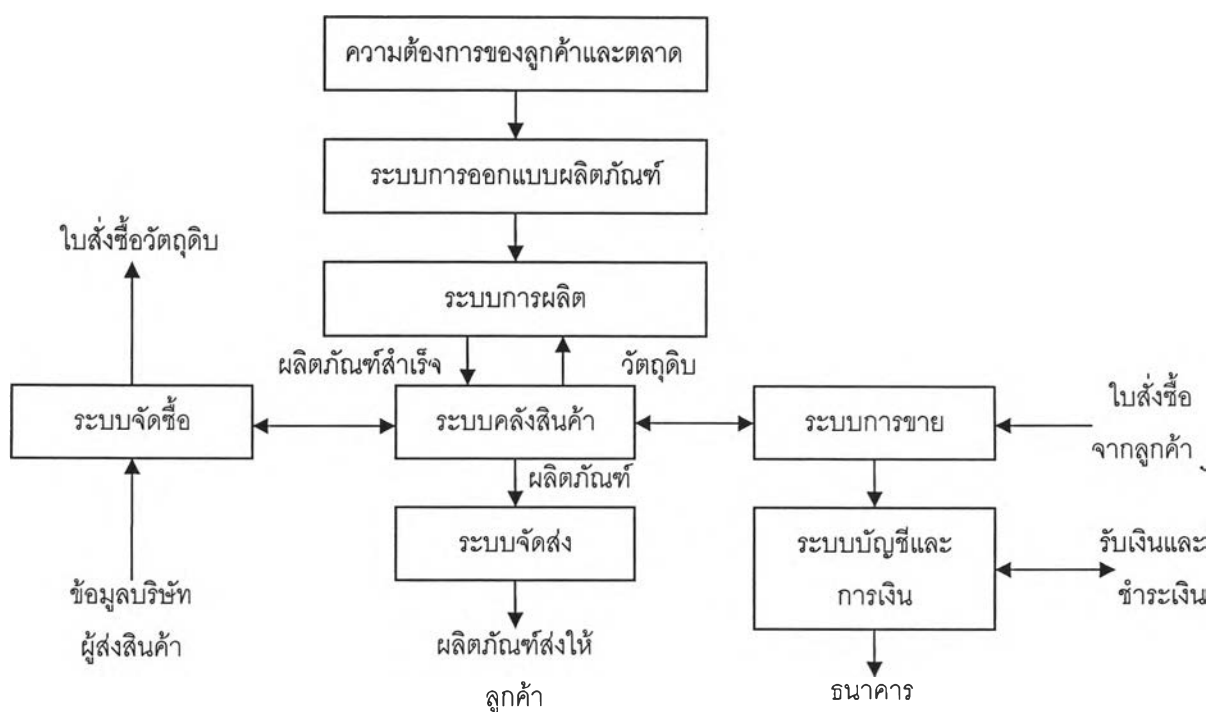 ความต้องการของลูกค้าและตลาด
ระบบการออกแบบผลิตภัณฑ์
ใบสั่งซื้อวัตถุดิบ
ระบบการผลิต
ผลิตภัณฑ์สำเร็จ
วัตถุดิบ
ระบบจัดซื้อ
ระบบคลังสินค้า
ระบบการขาย
ใบสั่งซื้อ
จากลูกค้า
ผลิตภัณฑ์
ระบบจัดส่ง
ระบบบัญชีและ
การเงิน
รับเงินและ
ชำระเงิน
ข้อมูลบริษัท
ผู้ส่งสินค้า
ผลิตภัณฑ์ส่งให้
ลูกค้า
ธนาคาร